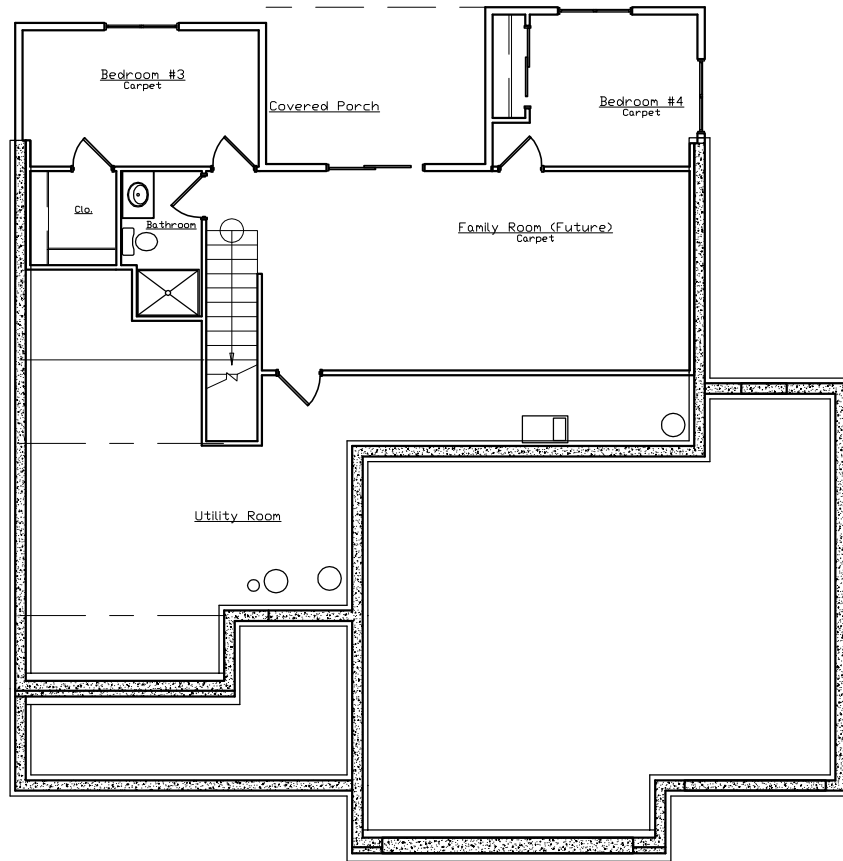 Bedroom #3
Carpet
Covered Porch
Bedroom #4
Carpet
Clo.
Bathroom
Family Room (Future)
Carpet
Utility Room